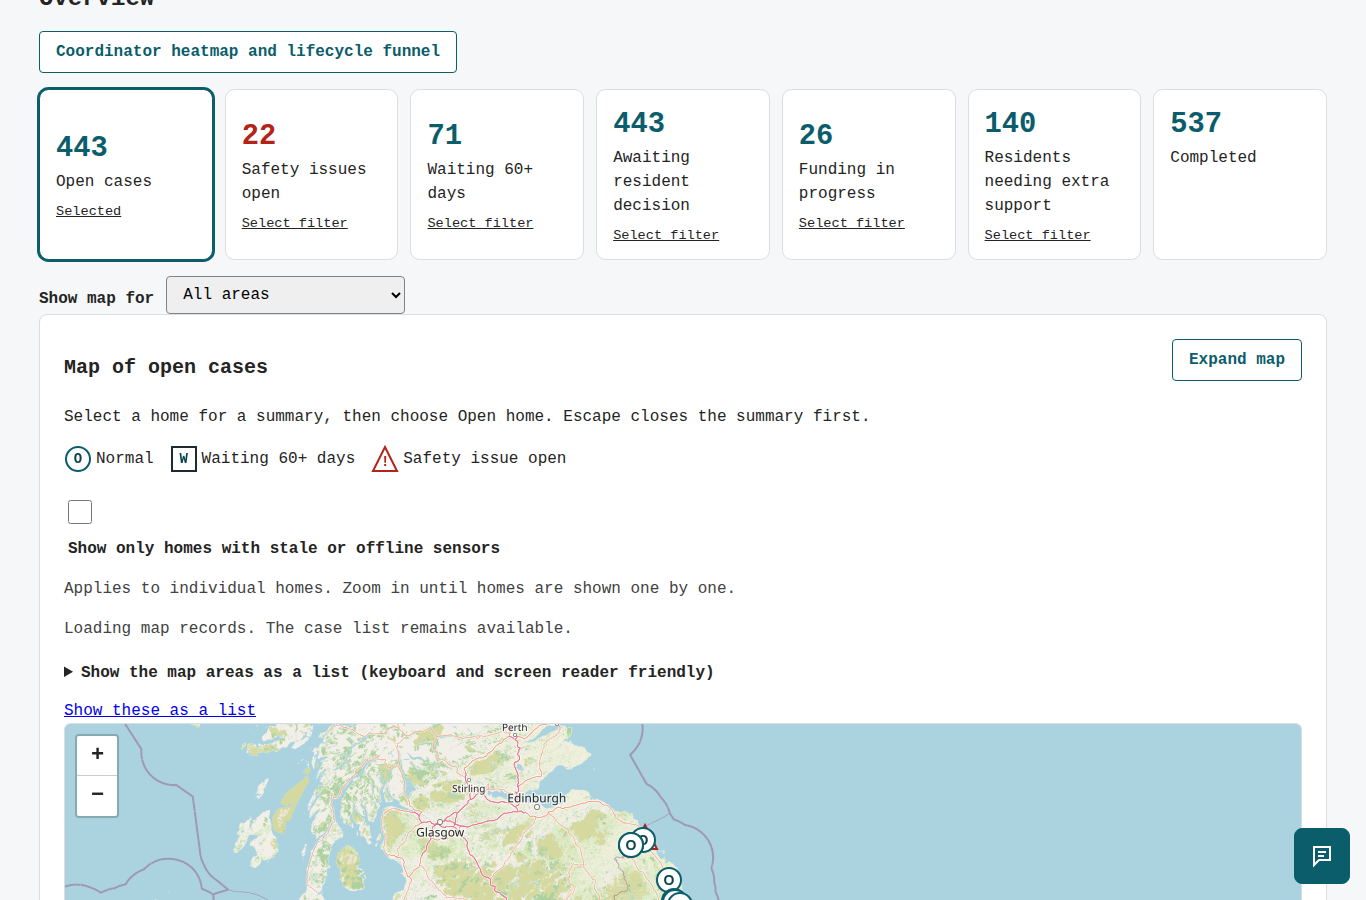 Overview
Coordinator heatmap and lifecycle funnel
443
Open cases
Selected
22
Safety issues
open
Select filter
71
Waiting 60+
days
Select filter
443
Awaiting
resident
decision
Select filter
26
Funding in
progress
Select filter
140
Residents
needing extra
support
Select filter
537
Completed
Show map for All areas
Map of open cases
Expand map
Select a home for a summary, then choose Open home. Escape closes the summary first.
O Normal W Waiting 60+ days ! Safety issue open
Show only homes with stale or offline sensors
Applies to individual homes. Zoom in until homes are shown one by one.
Loading map records. The case list remains available.
Show the map areas as a list (keyboard and screen reader friendly)
Show these as a list
+
−
Perth
Stirling
Edinburgh
Glasgow
O
O
O